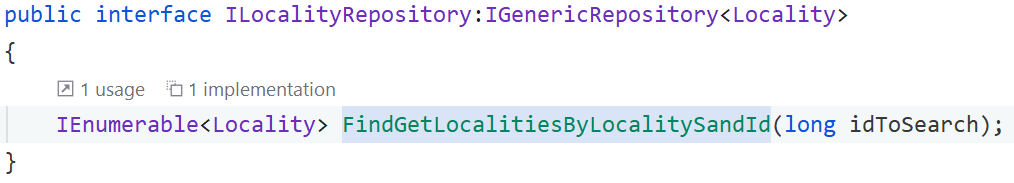 public interface ILocalityRepository:IGenericRepository<Locality>
{
1 usage 1 implementation
IEnumerable<Locality> FindGetLocalitiesByLocalitySandId(long idToSearch);
}